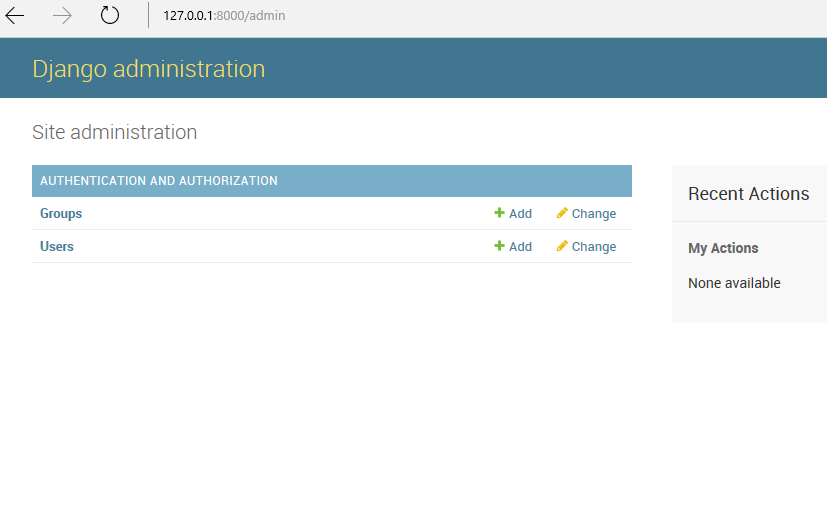 127.0.0.1:8000/admin
Django administration
Site administration
AUTHENTICATION AND AUTHORIZATION
Groups Add Change
Users Add Change
Recent Actions
My Actions
None available